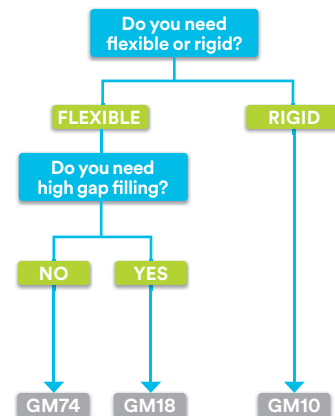 Do you need
flexible or rigid?
FLEXIBLE
RIGID
Do you need
high gap filling?
NO
YES
GM74
GM18
GM10